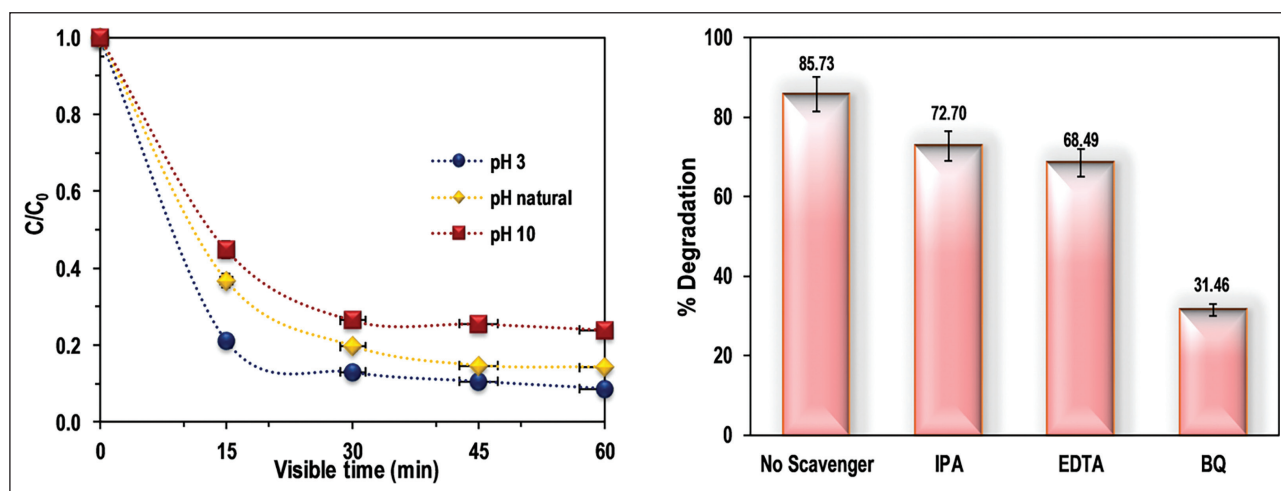 1.0
0.8
0.6
0.4
0.2
0.0
C/C0
pH 3
pH natural
pH 10
0 15 30 45 60
Visible time (min)
100
80
60
40
20
0
% Degradation
85.73
72.70
68.49
31.46
No Scavenger IPA EDTA BQ